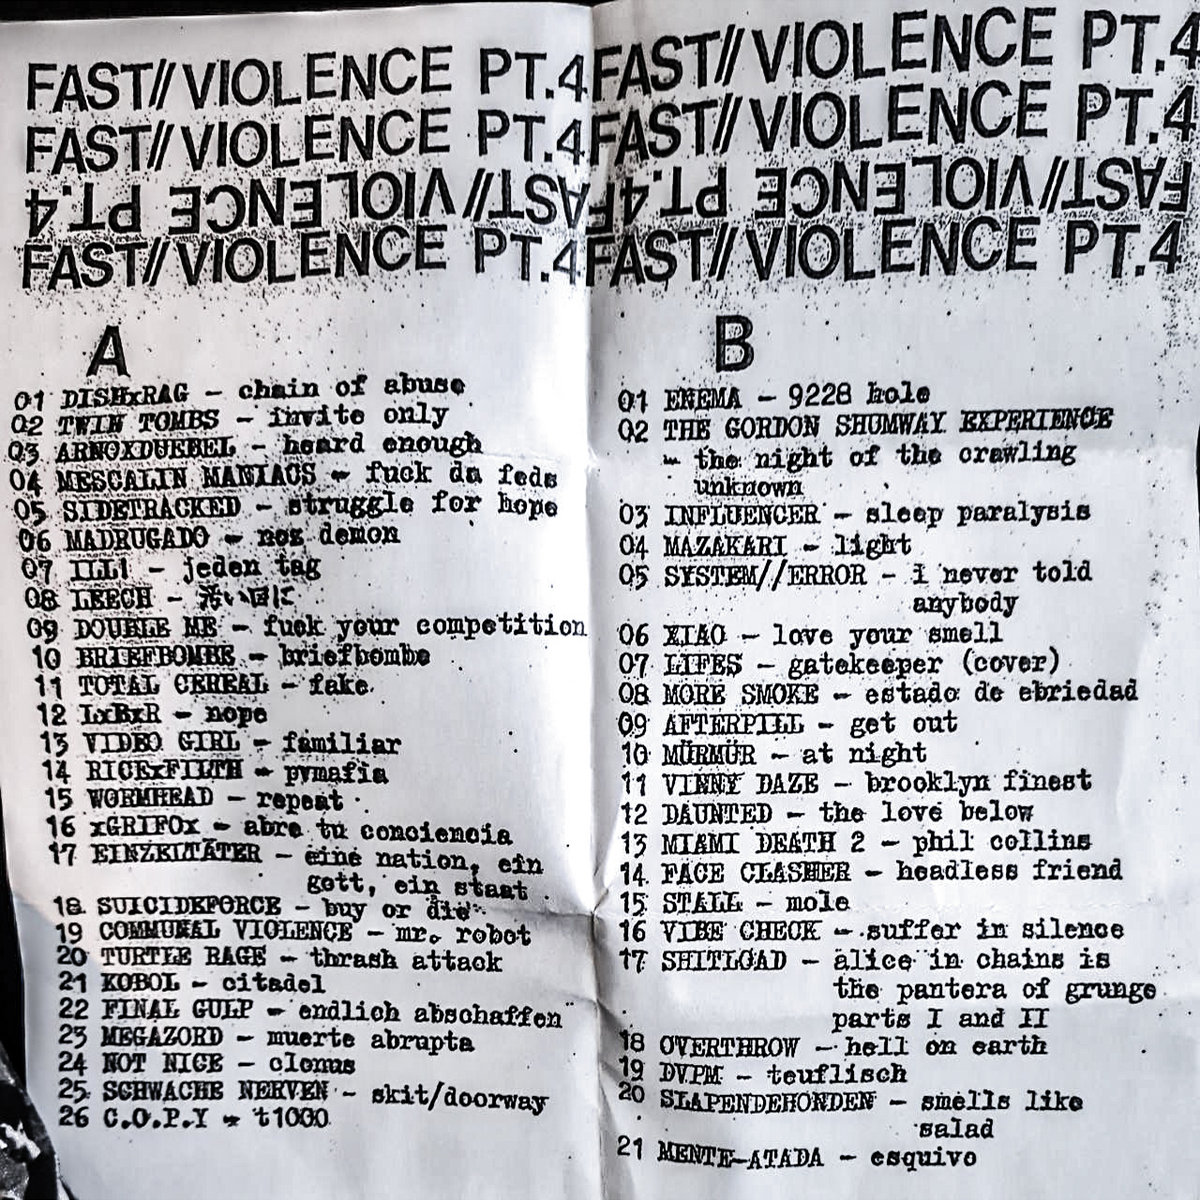 FAST//VIOLENCE PT.4
FAST//VIOLENCE PT.4
FAST//VIOLENCE PT.4
FAST//VIOLENCE PT.4
A
01 DISHxRAG - chain of abuse
02 TWIN TOMBS - invite only
03 ARNOXDUEBEL - heard enough
04 MESCALIN MANIACS - fuck da feds
05 SIDETRACKED - struggle for hope
06 MADRUGADO - nos demon
07 ILL! - jeden tag
08 LEECH - 渋い目に
09 DOUBLE ME - fuck your competition
10 BRIEFBOMBE - briefbombe
11 TOTAL CEREAL - fake
12 LxBxR - nope
13 VIDEO GIRL - familiar
14 RICExFILTH - pymafia
15 WORMHEAD - repeat
16 xGRIFOx - abre tu conciencia
17 EINZELTÄTER - eine nation, ein
gott, ein staat
18 SUICIDEFORCE - buy or die
19 COMMUNAL VIOLENCE - mr. robot
20 TURTLE RAGE - thrash attack
21 KOBOL - citadel
22 FINAL GULP - endlich abschaffen
23 MEGAZORD - muerte abrupta
24 NOT NICE - clonus
25 SCHWACHE NERVEN - skit/doorway
26 C.O.P.Y - t1000
FAST//VIOLENCE PT.4
FAST//VIOLENCE PT.4
FAST//VIOLENCE PT.4
FAST//VIOLENCE PT.4
B
01 ENEMA - 9228 hole
02 THE GORDON SHUMWAY EXPERIENCE
- the night of the crawling
unknown
03 INFLUENCER - sleep paralysis
04 MAZAKARI - light
05 SYSTEM//ERROR - i never told
anybody
06 XIAO - love your smell
07 LIFES - gatekeeper (cover)
08 MORE SMOKE - estado de ebriedad
09 AFTERPILL - get out
10 MÜRMÜR - at night
11 VINNY DAZE - brooklyn finest
12 DAUNTED - the love below
13 MIAMI DEATH 2 - phil collins
14 FACE CLASHER - headless friend
15 STALL - mole
16 VIBE CHECK - suffer in silence
17 SHITLOAD - alice in chains is
the pantera of grunge
parts I and II
18 OVERTHROW - hell on earth
19 DVPM - teuflisch
20 SLAPENDEHONDEN - smells like
salad
21 MENTE-ATADA - esquivo